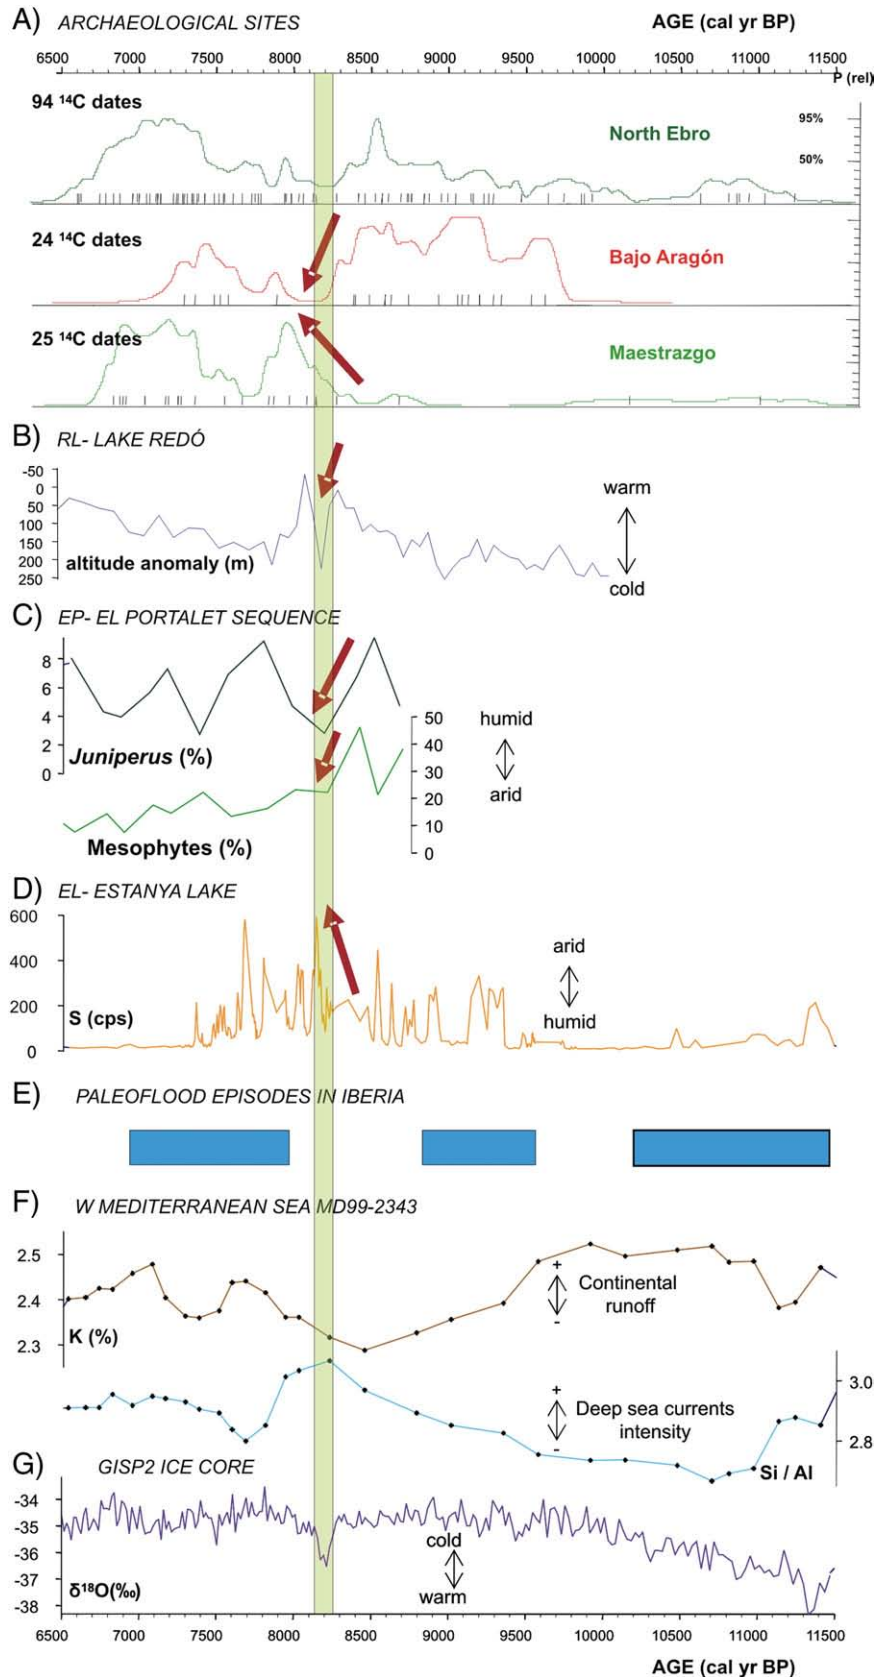 A) ARCHAEOLOGICAL SITES
AGE (cal yr BP)
6500 7000 7500 8000 8500 9000 9500 10000 10500 11000 11500
P (rel)
94 ¹⁴C dates
North Ebro
95%
50%
24 ¹⁴C dates
Bajo Aragón
25 ¹⁴C dates
Maestrazgo
B) RL- LAKE REDÓ
-50
0
50
100
150
200
250
altitude anomaly (m)
warm
cold
C) EP- EL PORTALET SEQUENCE
8
6
4
2
0
Juniperus (%)
50
40
30
20
10
0
humid
arid
Mesophytes (%)
D) EL- ESTANYA LAKE
600
400
200
0
S (cps)
arid
humid
E) PALEOFLOOD EPISODES IN IBERIA
F) W MEDITERRANEAN SEA MD99-2343
2.5
2.4
2.3
K (%)
+
Continental
runoff
-
+
Deep sea currents
intensity
-
3.0
2.8
Si / Al
G) GISP2 ICE CORE
-34
-35
-36
-37
-38
δ¹⁸O(‰)
cold
warm
6500 7000 7500 8000 8500 9000 9500 10000 10500 11000 11500
AGE (cal yr BP)